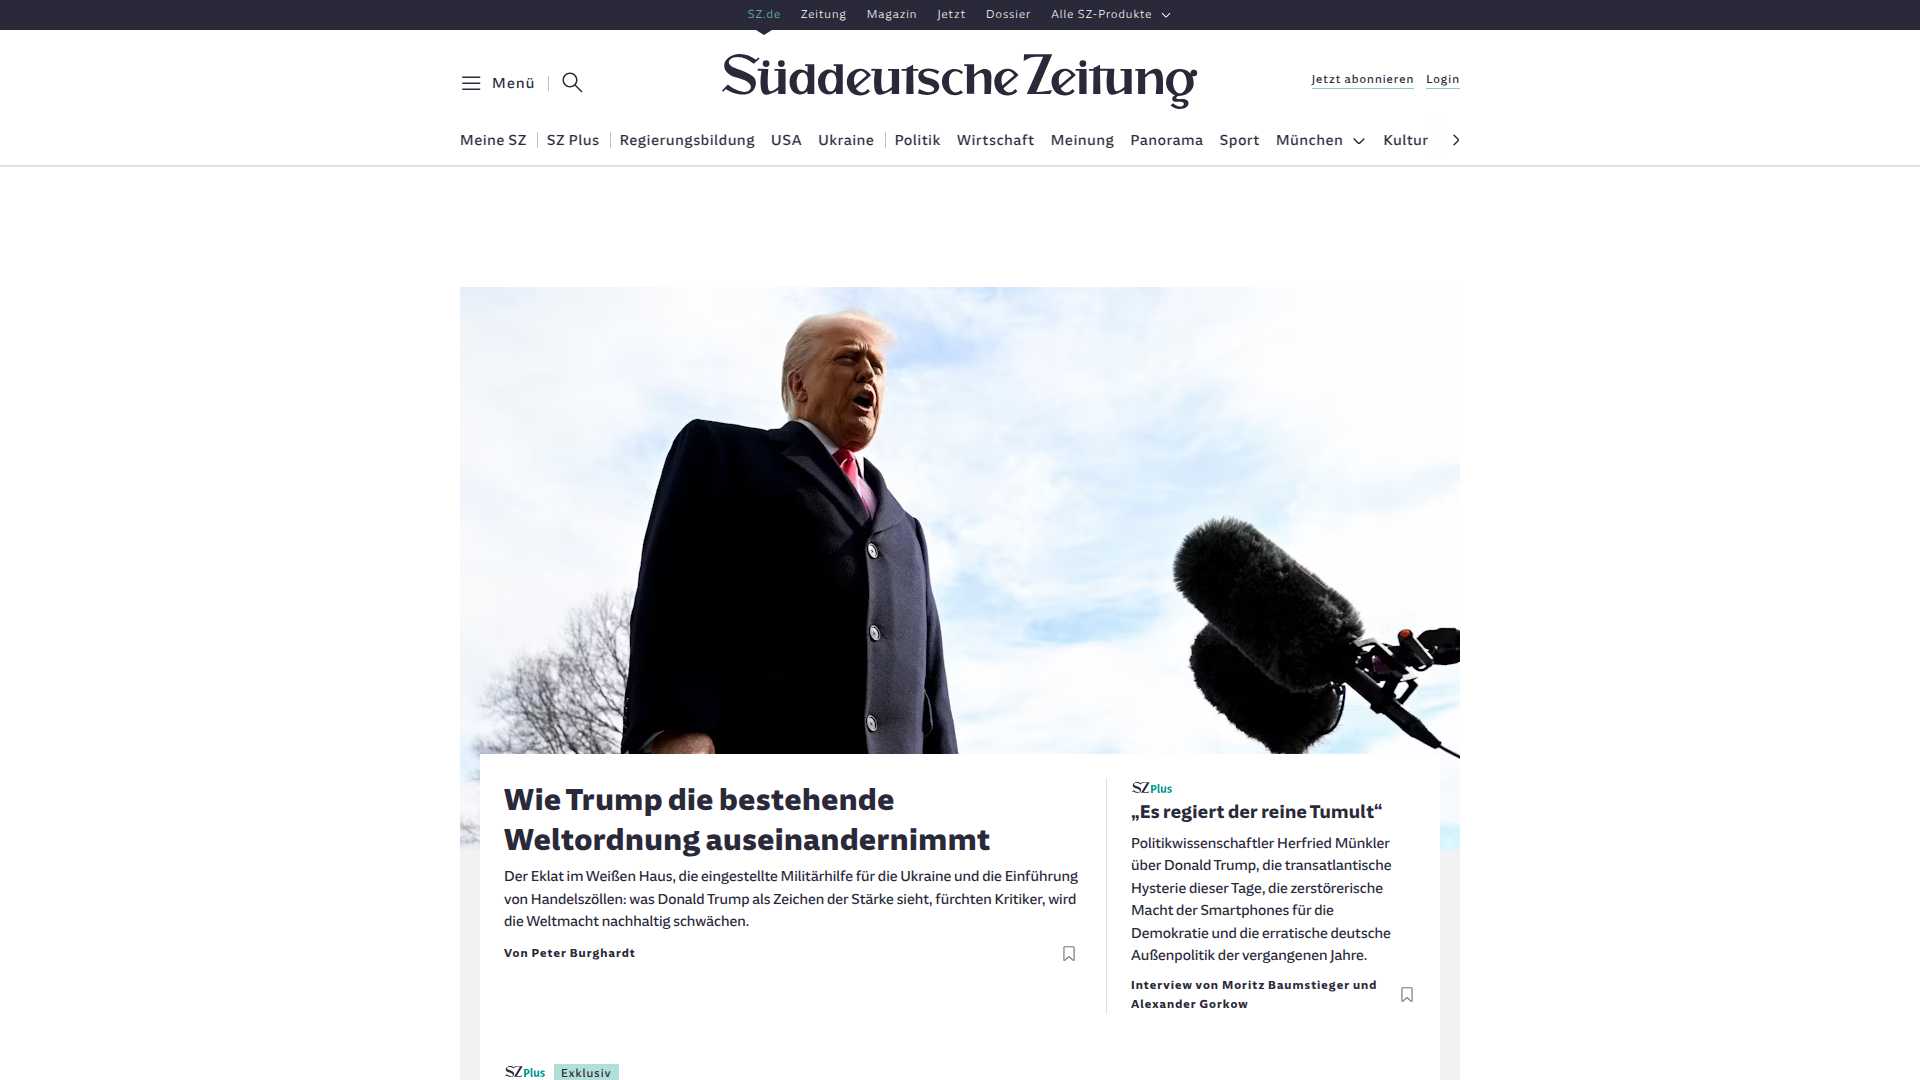 SZ.de Zeitung Magazin Jetzt Dossier Alle SZ-Produkte
Menü
Süddeutsche Zeitung
Jetzt abonnieren Login
Meine SZ SZ Plus Regierungsbildung USA Ukraine Politik Wirtschaft Meinung Panorama Sport München Kultur
Wie Trump die bestehende
Weltordnung auseinandernimmt
Der Eklat im Weißen Haus, die eingestellte Militärhilfe für die Ukraine und die Einführung
von Handelszöllen: was Donald Trump als Zeichen der Stärke sieht, fürchten Kritiker, wird
die Weltmacht nachhaltig schwächen.
Von Peter Burghardt
SZ Plus
„Es regiert der reine Tumult“
Politikwissenschaftler Herfried Münkler
über Donald Trump, die transatlantische
Hysterie dieser Tage, die zerstörerische
Macht der Smartphones für die
Demokratie und die erratische deutsche
Außenpolitik der vergangenen Jahre.
Interview von Moritz Baumstieger und
Alexander Gorkow
SZ Plus Exklusiv